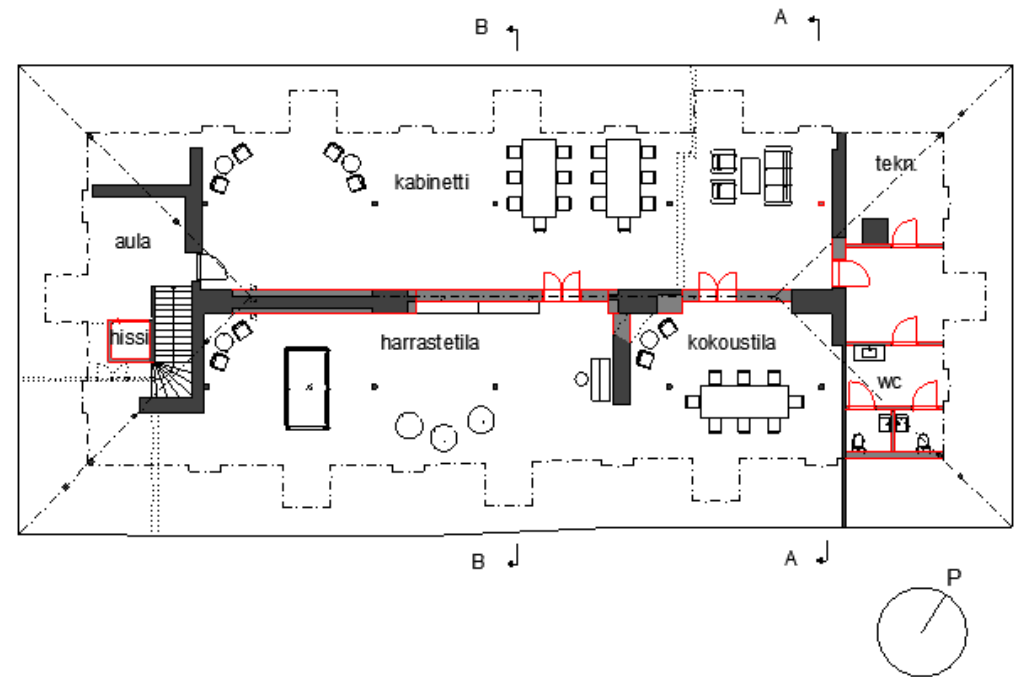 B
A
kabinetti
tekn.
aula
hissi
harrastetila
kokoustila
wc
B
A
P